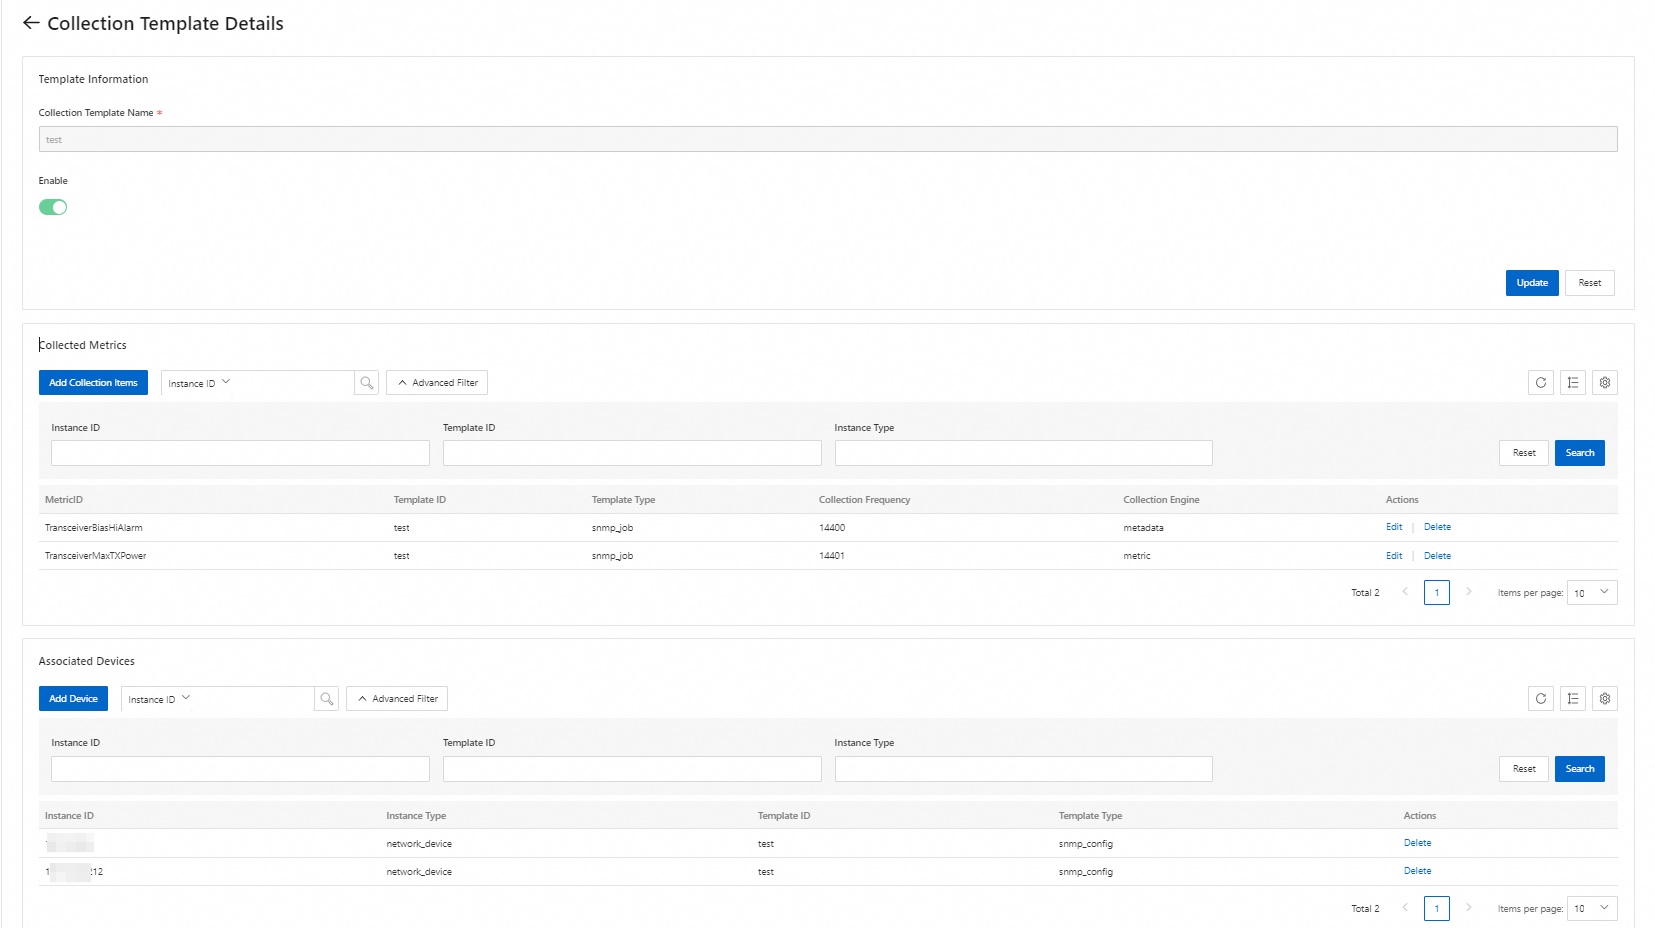 Collection Template Details
Template Information
Collection Template Name *
test
Enable
Update Reset
Collected Metrics
Add Collection Items Instance ID Advanced Filter
Instance ID Template ID Instance Type
Reset Search
MetricID Template ID Template Type Collection Frequency Collection Engine Actions
TransceiverBiasHiAlarm test snmp_job 14400 metadata Edit | Delete
TransceiverMaxTXPower test snmp_job 14401 metric Edit | Delete
Total 2 1 Items per page: 10
Associated Devices
Add Device Instance ID Advanced Filter
Instance ID Template ID Instance Type
Reset Search
Instance ID Instance Type Template ID Template Type Actions
network_device test snmp_config Delete
network_device test snmp_config Delete
Total 2 1 Items per page: 10